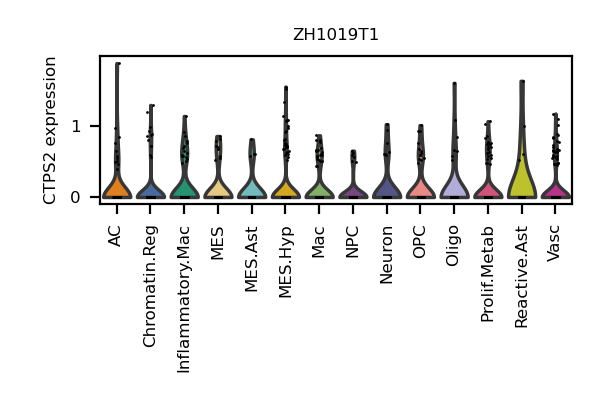 ZH1019T1
CTPS2 expression
1
0
AC
Chromatin.Reg
Inflammatory.Mac
MES
MES.Ast
MES.Hyp
Mac
NPC
Neuron
OPC
Oligo
Prolif.Metab
Reactive.Ast
Vasc